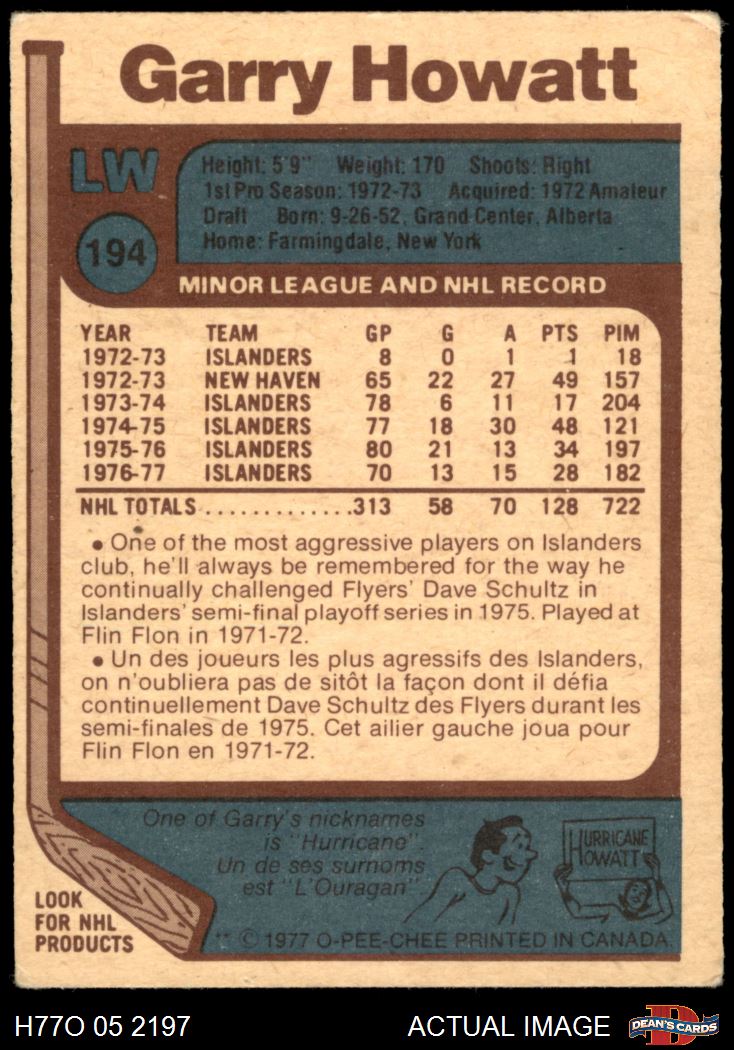 Garry Howatt
LW
194
Height: 5'9" Weight: 170 Shoots: Right
1st Pro Season: 1972-73 Acquired: 1972 Amateur
Draft Born: 9-26-52, Grand Center, Alberta
Home: Farmingdale, New York
MINOR LEAGUE AND NHL RECORD
YEAR TEAM GP G A PTS PIM
1972-73 ISLANDERS 8 0 1 1 18
1972-73 NEW HAVEN 65 22 27 49 157
1973-74 ISLANDERS 78 6 11 17 204
1974-75 ISLANDERS 77 18 30 48 121
1975-76 ISLANDERS 80 21 13 34 197
1976-77 ISLANDERS 70 13 15 28 182
NHL TOTALS.............313 58 70 128 722
• One of the most aggressive players on Islanders
club, he'll always be remembered for the way he
continually challenged Flyers' Dave Schultz in
Islanders' semi-final playoff series in 1975. Played at
Flin Flon in 1971-72.
• Un des joueurs les plus agressifs des Islanders,
on n'oubliera pas de sitôt la façon dont il défia
continuellement Dave Schultz des Flyers durant les
semi-finales de 1975. Cet ailier gauche joua pour
Flin Flon en 1971-72.
One of Garry's nicknames
is "Hurricane".
Un de ses surnoms
est "L'Ouragan".
HURRICANE
HOWATT
LOOK
FOR NHL
PRODUCTS
** © 1977 O-PEE-CHEE PRINTED IN CANADA
H77O 05 2197 ACTUAL IMAGE
D
DEAN'S CARDS